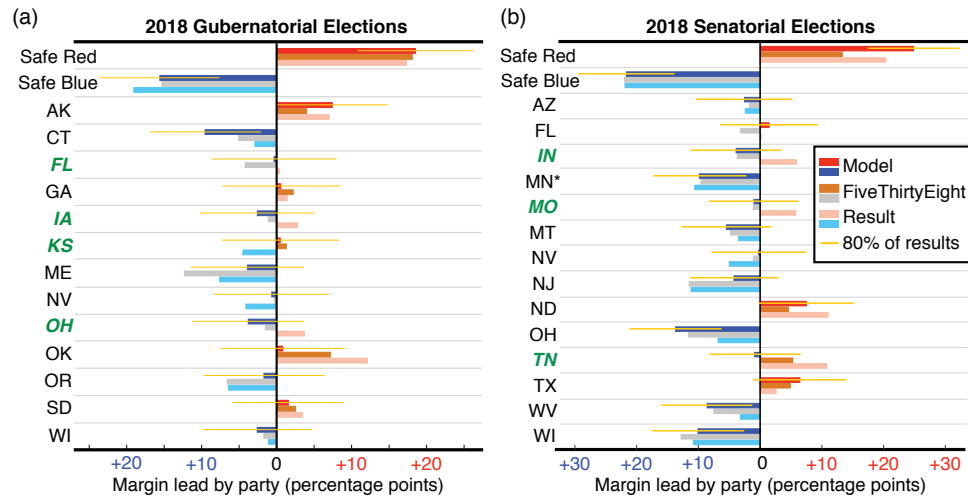 (a)
2018 Gubernatorial Elections
Safe Red
Safe Blue
AK
CT
FL
GA
IA
KS
ME
NV
OH
OK
OR
SD
WI
+20
+10
0
+10
+20
Margin lead by party (percentage points)
(b)
2018 Senatorial Elections
Safe Red
Safe Blue
AZ
FL
IN
MN*
MO
MT
NV
NJ
ND
OH
TN
TX
WV
WI
Model
FiveThirtyEight
Result
80% of results
+30
+20
+10
0
+10
+20
+30
Margin lead by party (percentage points)